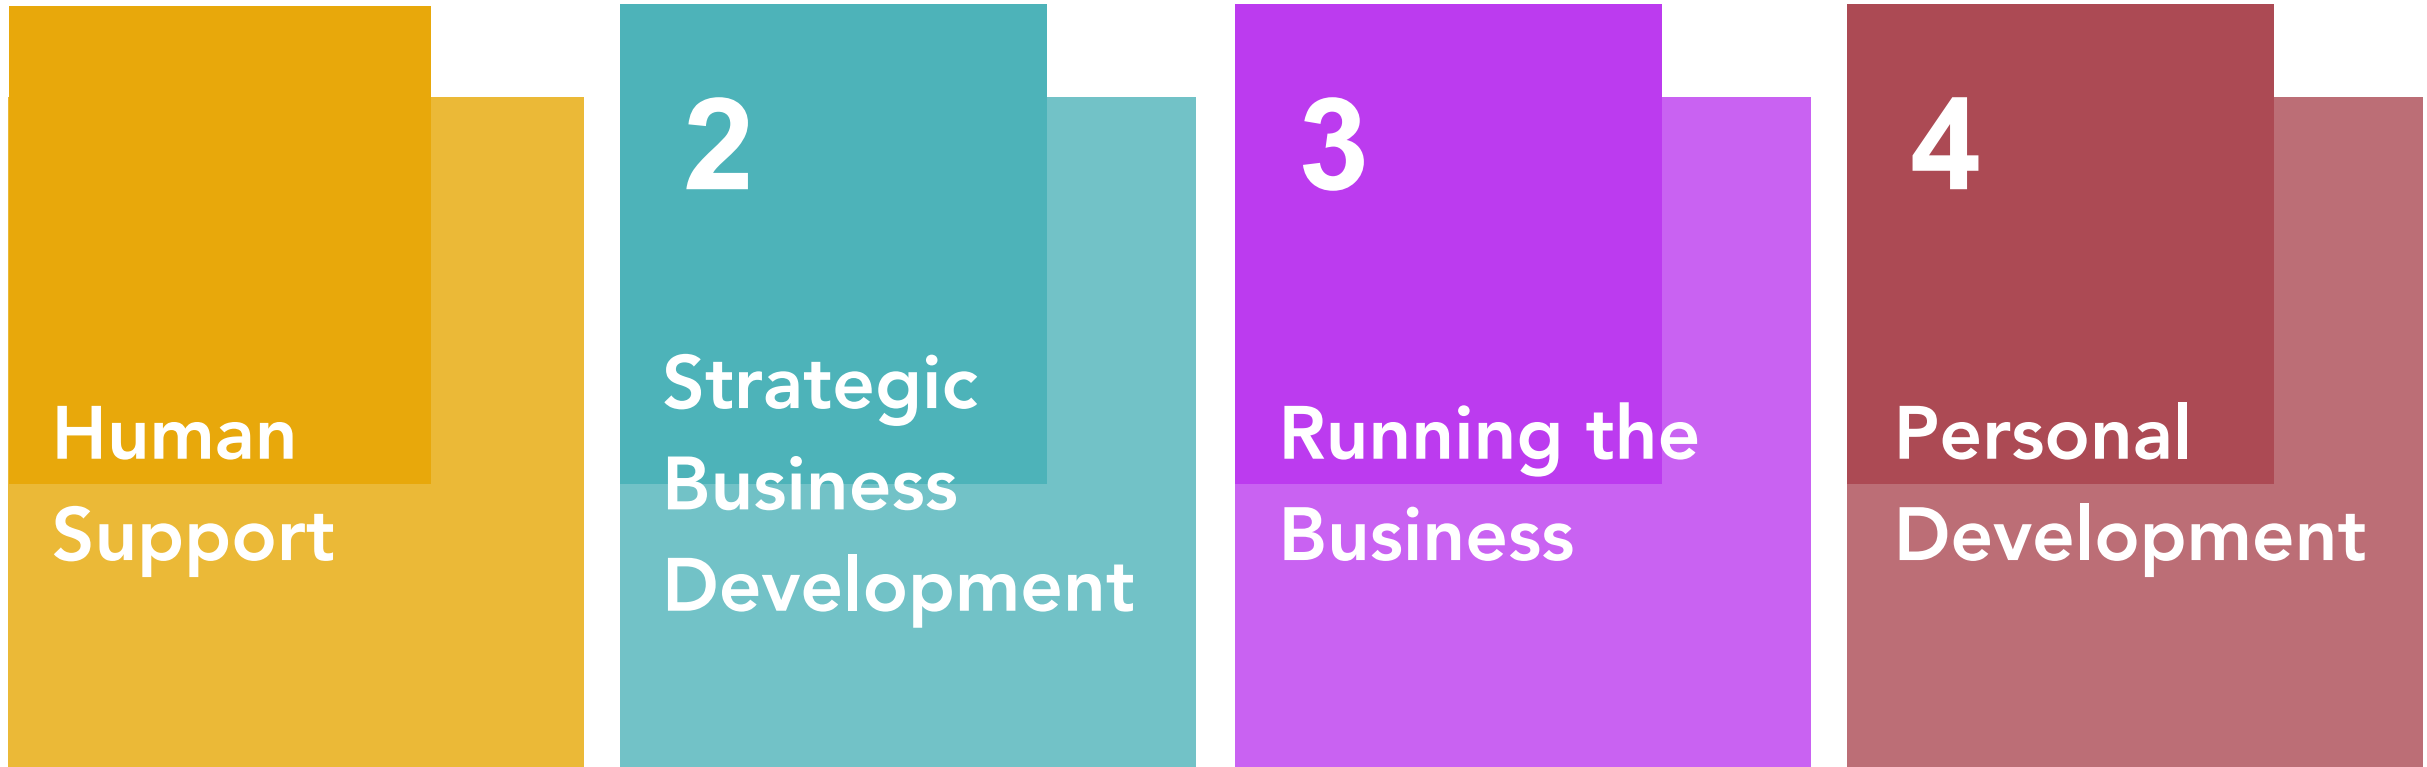 Human
Support
2
Strategic
Business
Development
3
Running the
Business
4
Personal
Development